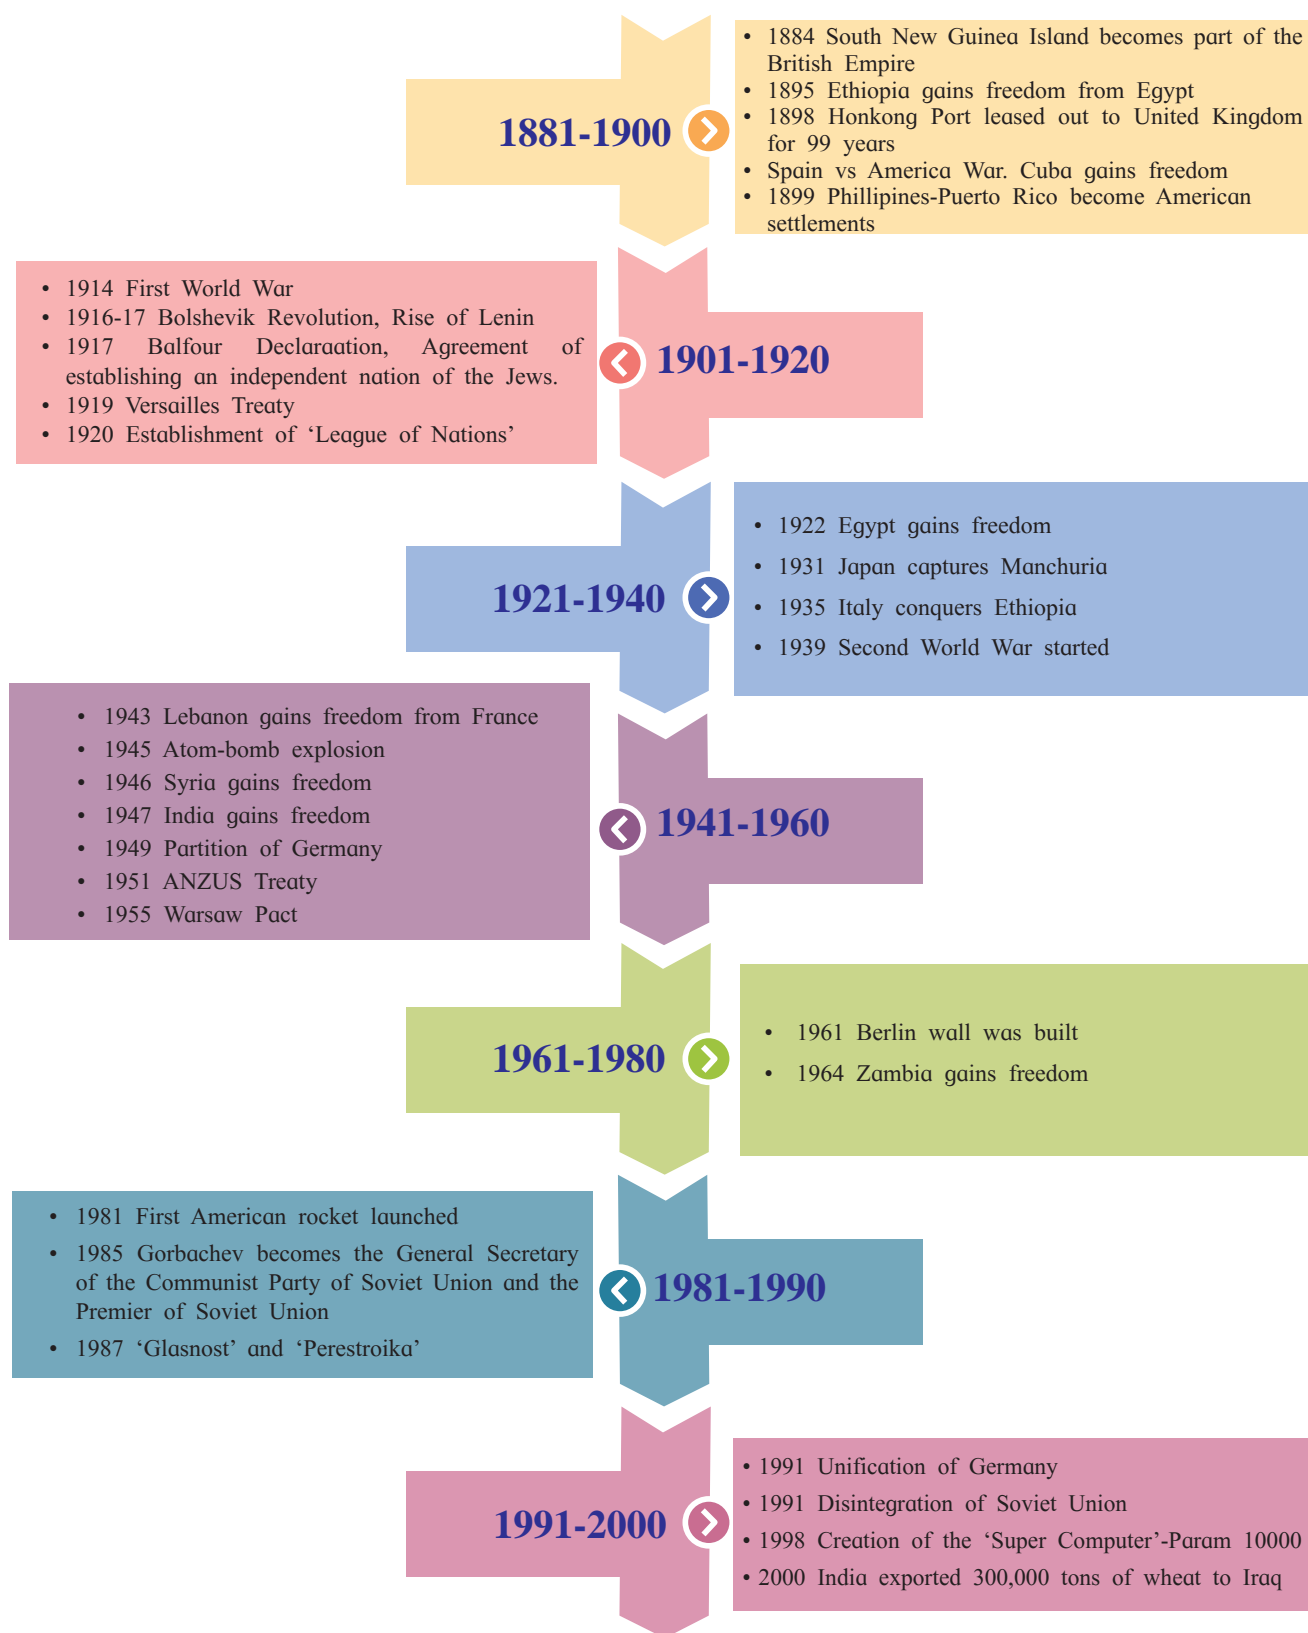 1881-1900
• 1884 South New Guinea Island becomes part of the
British Empire
• 1895 Ethiopia gains freedom from Egypt
• 1898 Honkong Port leased out to United Kingdom
for 99 years
• Spain vs America War. Cuba gains freedom
• 1899 Phillipines-Puerto Rico become American
settlements
1901-1920
• 1914 First World War
• 1916-17 Bolshevik Revolution, Rise of Lenin
• 1917 Balfour Declaraation, Agreement of
establishing an independent nation of the Jews.
• 1919 Versailles Treaty
• 1920 Establishment of ‘League of Nations’
1921-1940
• 1922 Egypt gains freedom
• 1931 Japan captures Manchuria
• 1935 Italy conquers Ethiopia
• 1939 Second World War started
1941-1960
• 1943 Lebanon gains freedom from France
• 1945 Atom-bomb explosion
• 1946 Syria gains freedom
• 1947 India gains freedom
• 1949 Partition of Germany
• 1951 ANZUS Treaty
• 1955 Warsaw Pact
1961-1980
• 1961 Berlin wall was built
• 1964 Zambia gains freedom
1981-1990
• 1981 First American rocket launched
• 1985 Gorbachev becomes the General Secretary
of the Communist Party of Soviet Union and the
Premier of Soviet Union
• 1987 ‘Glasnost’ and ‘Perestroika’
1991-2000
• 1991 Unification of Germany
• 1991 Disintegration of Soviet Union
• 1998 Creation of the ‘Super Computer’-Param 10000
• 2000 India exported 300,000 tons of wheat to Iraq